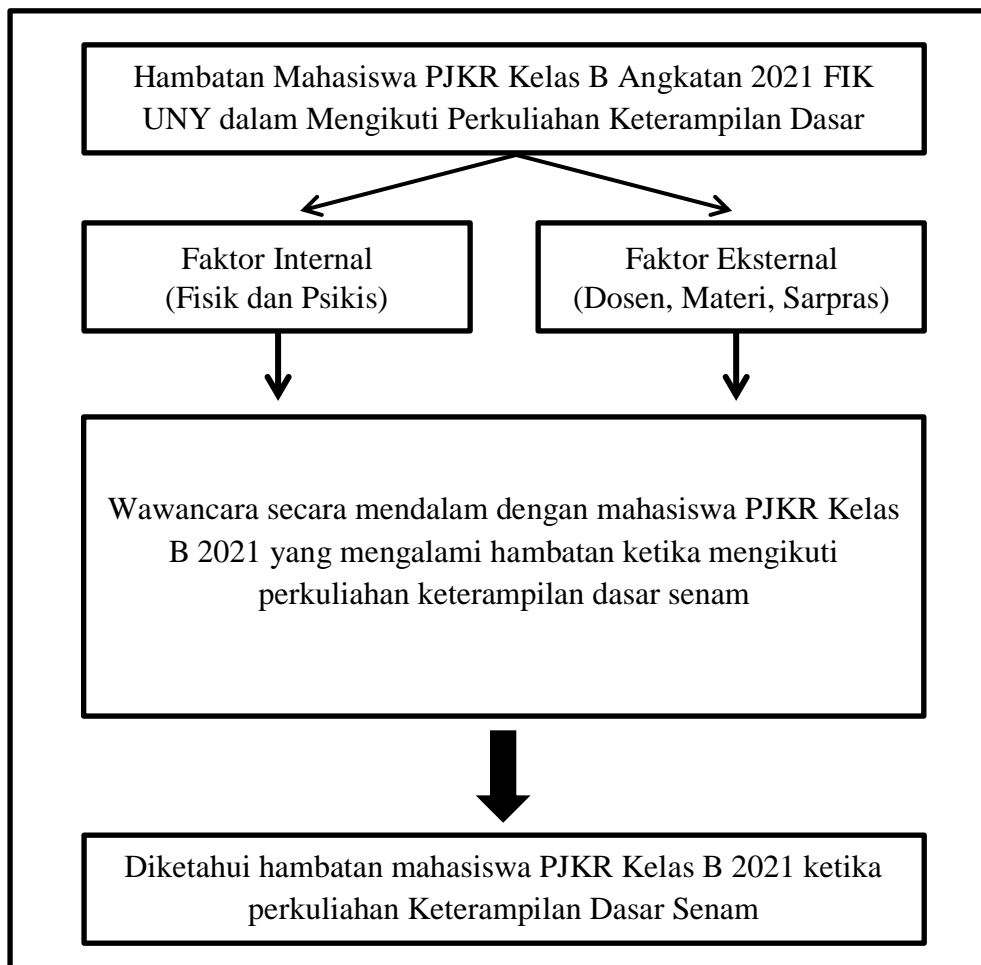 Hambatan Mahasiswa PJKR Kelas B Angkatan 2021 FIK
UNY dalam Mengikuti Perkuliahan Keterampilan Dasar
Faktor Internal
(Fisik dan Psikis)
Faktor Eksternal
(Dosen, Materi, Sarpras)
Wawancara secara mendalam dengan mahasiswa PJKR Kelas
B 2021 yang mengalami hambatan ketika mengikuti
perkuliahan keterampilan dasar senam
Diketahui hambatan mahasiswa PJKR Kelas B 2021 ketika
perkuliahan Keterampilan Dasar Senam